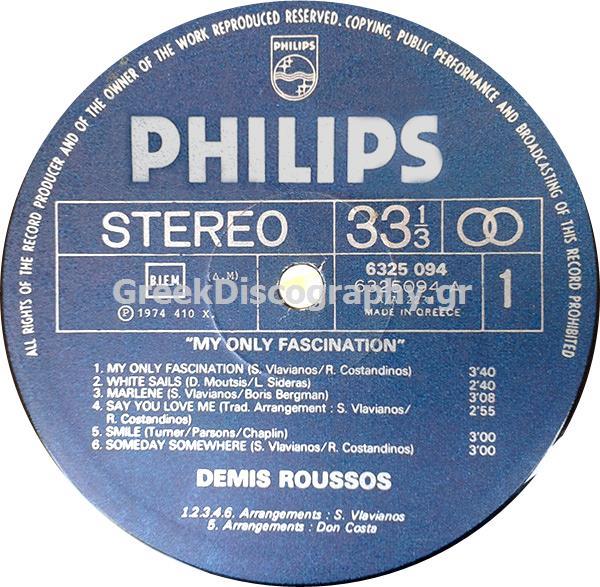 ALL RIGHTS OF THE RECORD PRODUCER AND OF THE OWNER OF THE WORK REPRODUCED RESERVED. COPYING, PUBLIC PERFORMANCE AND BROADCASTING OF THIS RECORD PROHIBITED
PHILIPS
PHILIPS
STEREO 33 1/3
BIEM (Δ.Μ) 6325 094 1
6325094 A
GreekDiscography.gr
℗ 1974 410 X MADE IN GREECE
"MY ONLY FASCINATION"
1. MY ONLY FASCINATION (S. Vlavianos/R. Costandinos) 3'40
2. WHITE SAILS (D. Moutsis/L. Sideras) 2'40
3. MARLENE (S. Vlavianos/Boris Bergman) 3'08
4. SAY YOU LOVE ME (Trad. Arrangement : S. Vlavianos/ 2'55
R. Costandinos)
5. SMILE (Turner/Parsons/Chaplin) 3'00
6. SOMEDAY SOMEWHERE (S. Vlavianos/R. Costandinos) 3'00
DEMIS ROUSSOS
1.2.3.4.6. Arrangements : S. Vlavianos
5. Arrangements : Don Costa